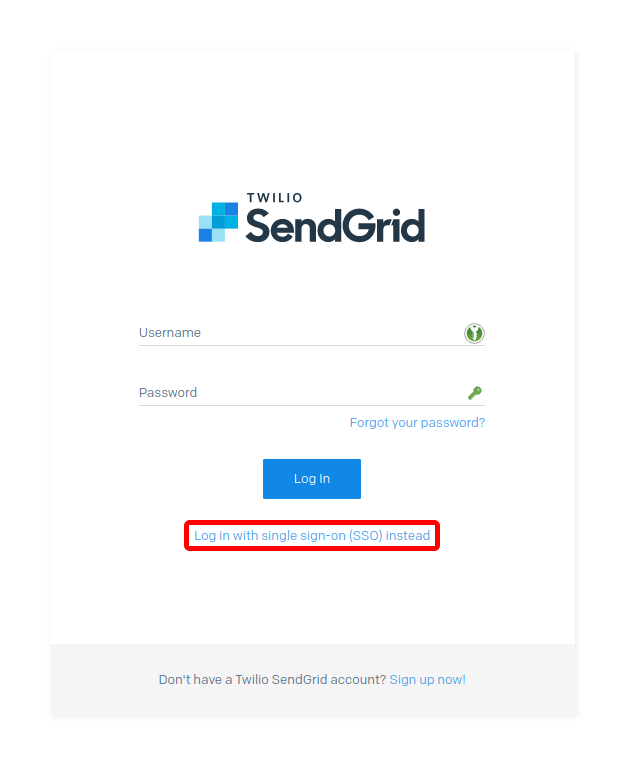 TWILIO
SendGrid
Username
Password
Forgot your password?
Log In
Log in with single sign-on (SSO) instead
Don't have a Twilio SendGrid account? Sign up now!